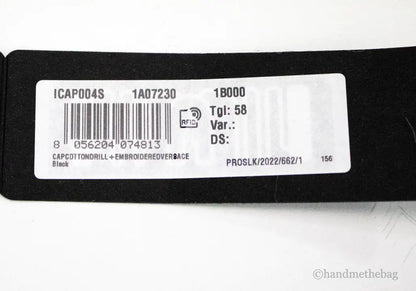 ICAP004S 1A07230 1B000
RFID
Tgl: 58
Var.:
DS:
8 056204 074813
CAPCOTTONDRILL+EMBROIDEREDVERSACE
Black
PROSLK/2022/662/1 156
©handmethebag